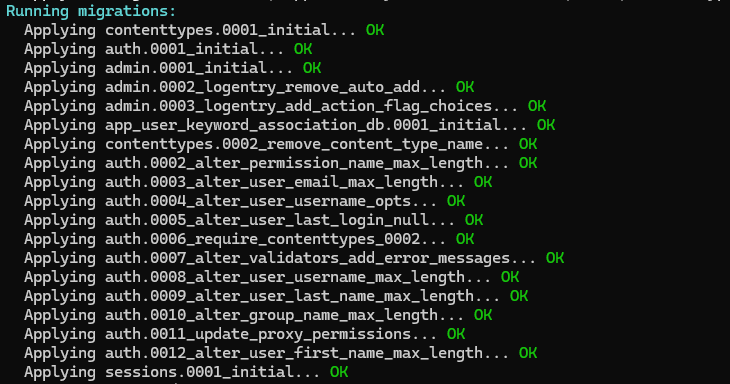 Running migrations:
Applying contenttypes.0001_initial... OK
Applying auth.0001_initial... OK
Applying admin.0001_initial... OK
Applying admin.0002_logentry_remove_auto_add... OK
Applying admin.0003_logentry_add_action_flag_choices... OK
Applying app_user_keyword_association_db.0001_initial... OK
Applying contenttypes.0002_remove_content_type_name... OK
Applying auth.0002_alter_permission_name_max_length... OK
Applying auth.0003_alter_user_email_max_length... OK
Applying auth.0004_alter_user_username_opts... OK
Applying auth.0005_alter_user_last_login_null... OK
Applying auth.0006_require_contenttypes_0002... OK
Applying auth.0007_alter_validators_add_error_messages... OK
Applying auth.0008_alter_user_username_max_length... OK
Applying auth.0009_alter_user_last_name_max_length... OK
Applying auth.0010_alter_group_name_max_length... OK
Applying auth.0011_update_proxy_permissions... OK
Applying auth.0012_alter_user_first_name_max_length... OK
Applying sessions.0001_initial... OK